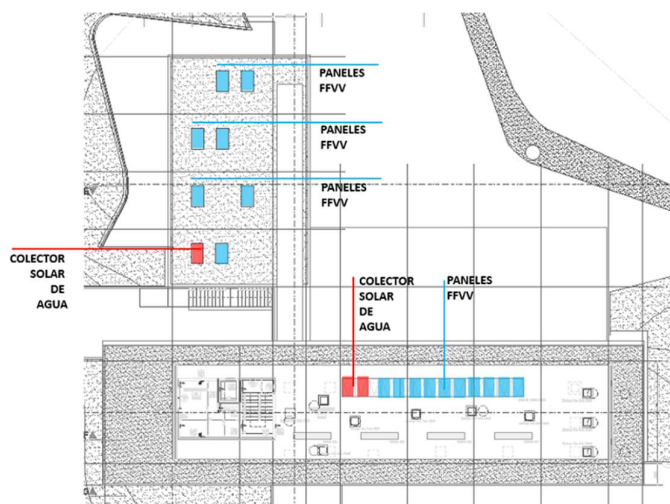 PANELES
FFVV
PANELES
FFVV
PANELES
FFVV
E
COLECTOR
SOLAR
DE
AGUA
COLECTOR
SOLAR
DE
AGUA
PANELES
FFVV
F
G